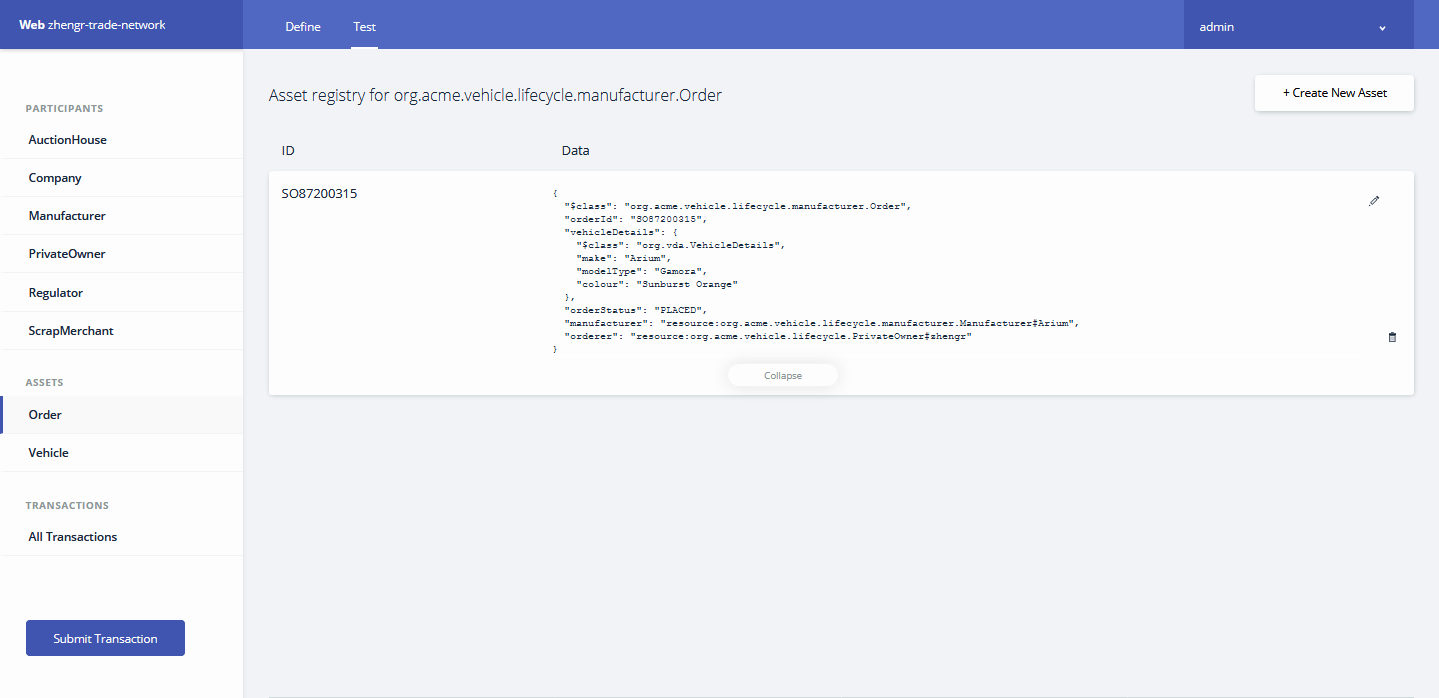 Web zhengr-trade-network
Define
Test
admin
PARTICIPANTS
AuctionHouse
Company
Manufacturer
PrivateOwner
Regulator
ScrapMerchant
ASSETS
Order
Vehicle
TRANSACTIONS
All Transactions
Submit Transaction
Asset registry for org.acme.vehicle.lifecycle.manufacturer.Order
+ Create New Asset
ID
Data
SO87200315
{
"$class": "org.acme.vehicle.lifecycle.manufacturer.Order",
"orderId": "SO87200315",
"vehicleDetails": {
"$class": "org.vda.VehicleDetails",
"make": "Arium",
"modelType": "Gamora",
"colour": "Sunburst Orange"
},
"orderStatus": "PLACED",
"manufacturer": "resource:org.acme.vehicle.lifecycle.manufacturer.Manufacturer#Arium",
"orderer": "resource:org.acme.vehicle.lifecycle.PrivateOwner#zhengr"
}
Collapse